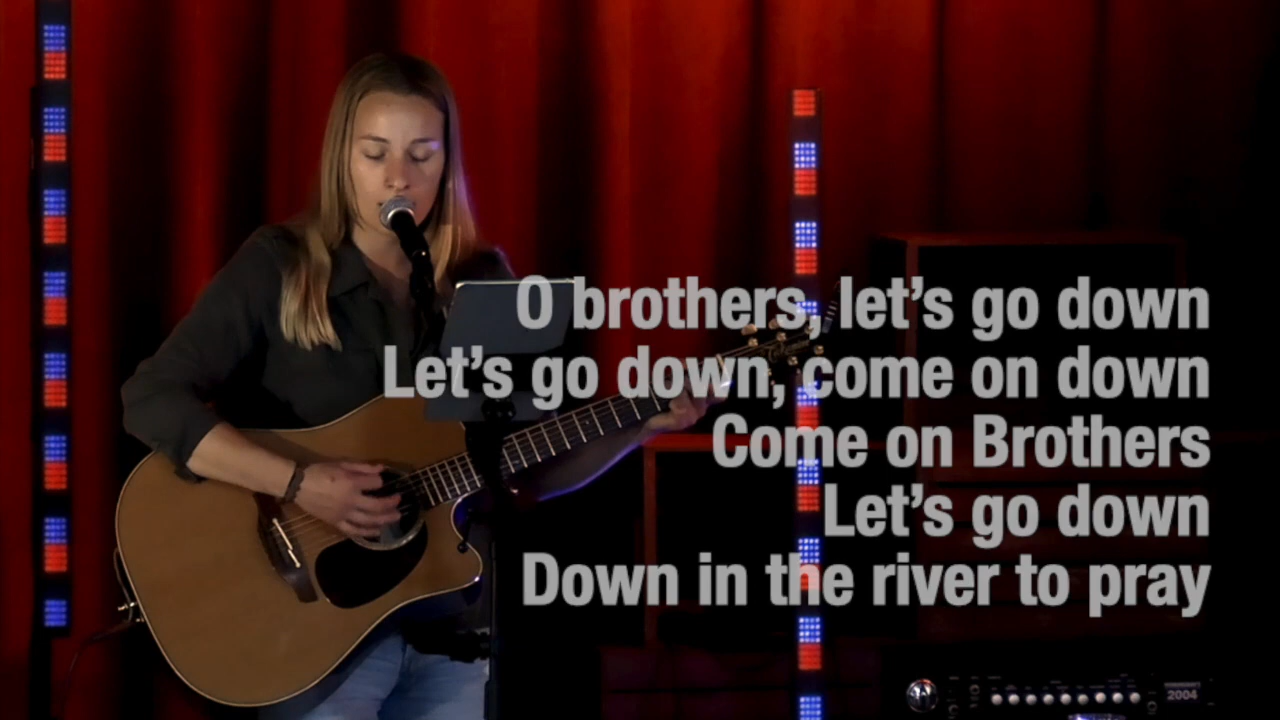 O brothers, let's go down
Let's go down, come on down
Come on Brothers
Let's go down
Down in the river to pray
2004